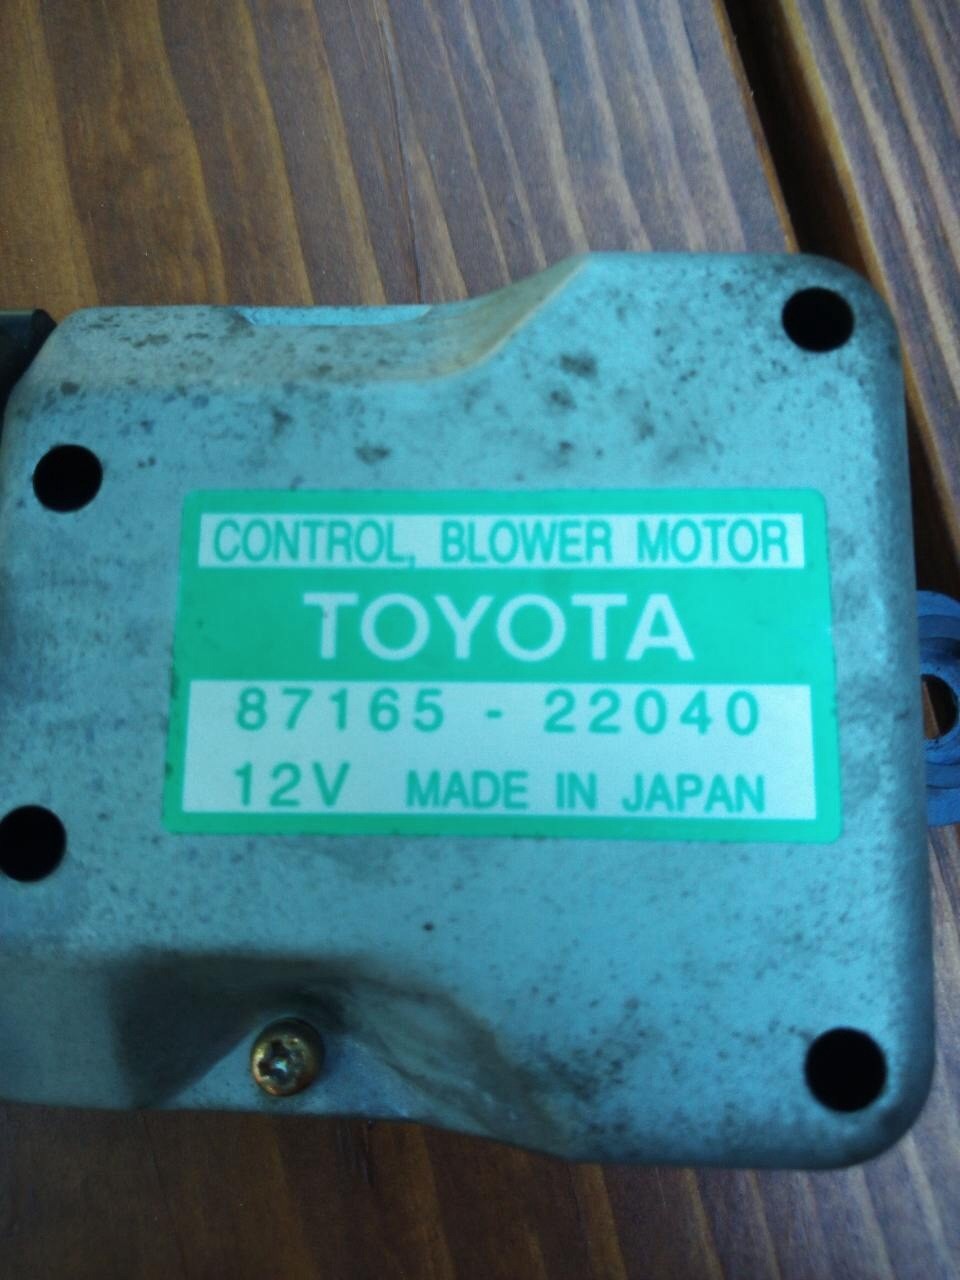 CONTROL, BLOWER MOTOR
TOYOTA
87165 - 22040
12V MADE IN JAPAN